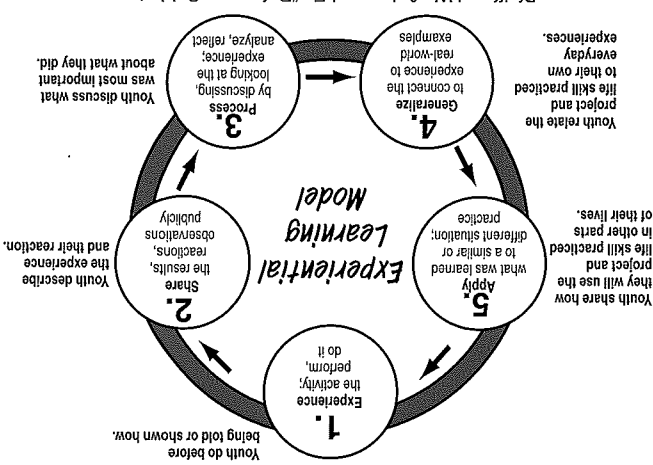 Youth do before
being told or shown how.
1.
Experience
the activity;
perform,
do it
Experiential
Learning
Model
2.
Share
the results,
reactions,
observations
publicly
Youth describe
the experience
and their reaction.
3.
Process
by discussing,
looking at the
experience;
analyze, reflect
Youth discuss what
was most important
about what they did.
4.
Generalize
to connect the
experience to
real-world
examples
Youth relate the
project and
life skill practiced
to their own
everyday
experiences.
5.
Apply
what was learned
to a similar or
different situation;
practice
Youth share how
they will use the
project and
life skill practiced
in other parts
of their lives.